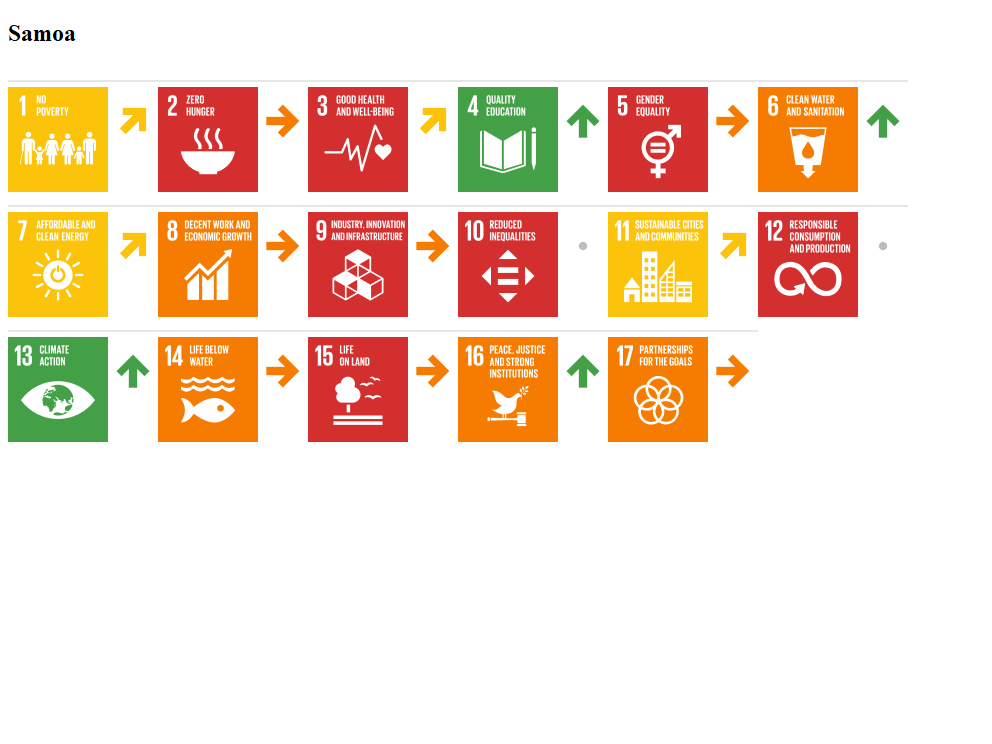 Samoa
1 NO
POVERTY
2 ZERO
HUNGER
3 GOOD HEALTH
AND WELL-BEING
4 QUALITY
EDUCATION
5 GENDER
EQUALITY
6 CLEAN WATER
AND SANITATION
7 AFFORDABLE AND
CLEAN ENERGY
8 DECENT WORK AND
ECONOMIC GROWTH
9 INDUSTRY, INNOVATION
AND INFRASTRUCTURE
10 REDUCED
INEQUALITIES
11 SUSTAINABLE CITIES
AND COMMUNITIES
12 RESPONSIBLE
CONSUMPTION
AND PRODUCTION
13 CLIMATE
ACTION
14 LIFE BELOW
WATER
15 LIFE
ON LAND
16 PEACE, JUSTICE
AND STRONG
INSTITUTIONS
17 PARTNERSHIPS
FOR THE GOALS